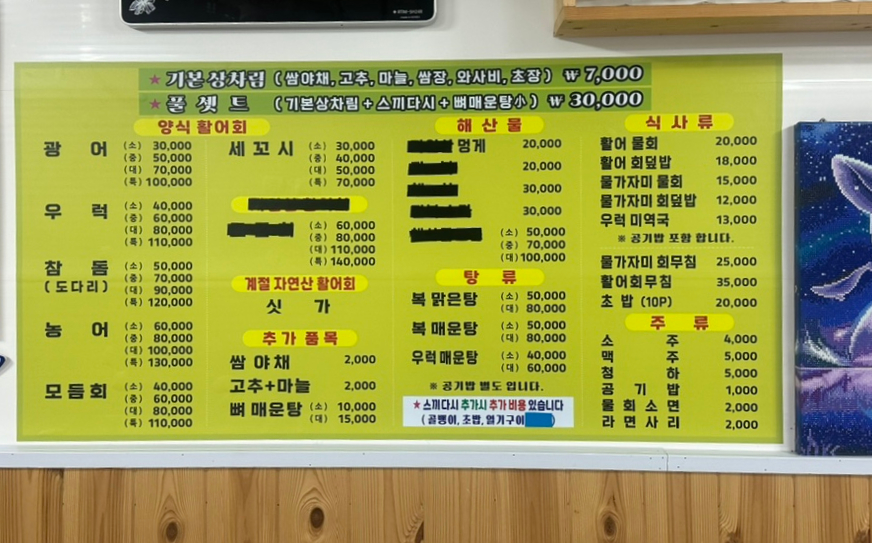 ★ 기본상차림 ( 쌈야채, 고추, 마늘, 쌈장, 와사비, 초장 ) ₩ 7,000
★ 풀 셋 트 ( 기본상차림 + 스끼다시 + 뼈매운탕小 ) ₩ 30,000
양식 활어회
광 어 (소) 30,000
(중) 50,000
(대) 70,000
(특) 100,000
우 럭 (소) 40,000
(중) 60,000
(대) 80,000
(특) 110,000
참 돔 (소) 50,000
( 도다리 ) (중) 70,000
(대) 90,000
(특) 120,000
농 어 (소) 60,000
(중) 80,000
(대) 100,000
(특) 130,000
모듬회 (소) 40,000
(중) 60,000
(대) 80,000
(특) 110,000
세 꼬 시 (소) 30,000
(중) 40,000
(대) 50,000
(특) 70,000
(소) 60,000
(중) 80,000
(대) 110,000
(특) 140,000
계절 자연산 활어회
싯 가
추 가 품 목
쌈 야 채 2,000
고추+마늘 2,000
뼈 매운탕 (소) 10,000
(대) 15,000
해 산 물
멍게 20,000
20,000
30,000
30,000
(소) 50,000
(중) 70,000
(대) 100,000
탕 류
복 맑은탕 (소) 50,000
(대) 80,000
복 매운탕 (소) 50,000
(대) 80,000
우럭매운탕 (소) 40,000
(대) 60,000
※ 공기밥 별도 입니다.
★ 스끼다시 추가시 추가 비용 있습니다
( 골뱅이, 초밥, 열기구이 )
식 사 류
활어 물회 20,000
활어 회덮밥 18,000
물가자미 물회 15,000
물가자미 회덮밥 12,000
우럭 미역국 13,000
※ 공기밥 포함 합니다.
물가자미 회무침 25,000
활어회무침 35,000
초 밥 (10P) 20,000
주 류
소 주 4,000
맥 주 5,000
청 하 5,000
공 기 밥 1,000
물 회 소 면 2,000
라 면 사 리 2,000